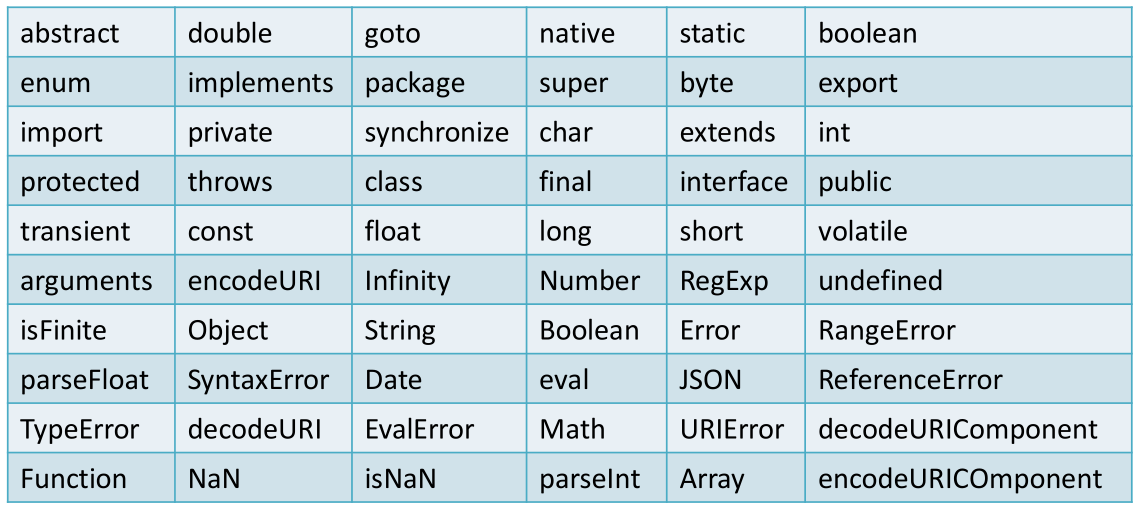 abstract double goto native static boolean
enum implements package super byte export
import private synchronize char extends int
protected throws class final interface public
transient const float long short volatile
arguments encodeURI Infinity Number RegExp undefined
isFinite Object String Boolean Error RangeError
parseFloat SyntaxError Date eval JSON ReferenceError
TypeError decodeURI EvalError Math URIError decodeURIComponent
Function NaN isNaN parseInt Array encodeURICOmponent